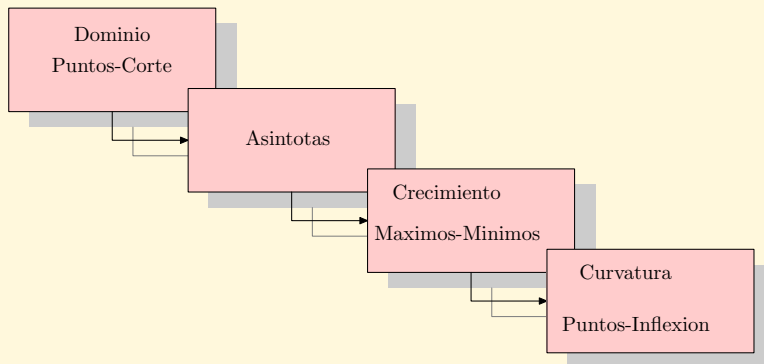 Dominio
Puntos-Corte
Asintotas
Crecimiento
Maximos-Minimos
Curvatura
Puntos-Inflexion